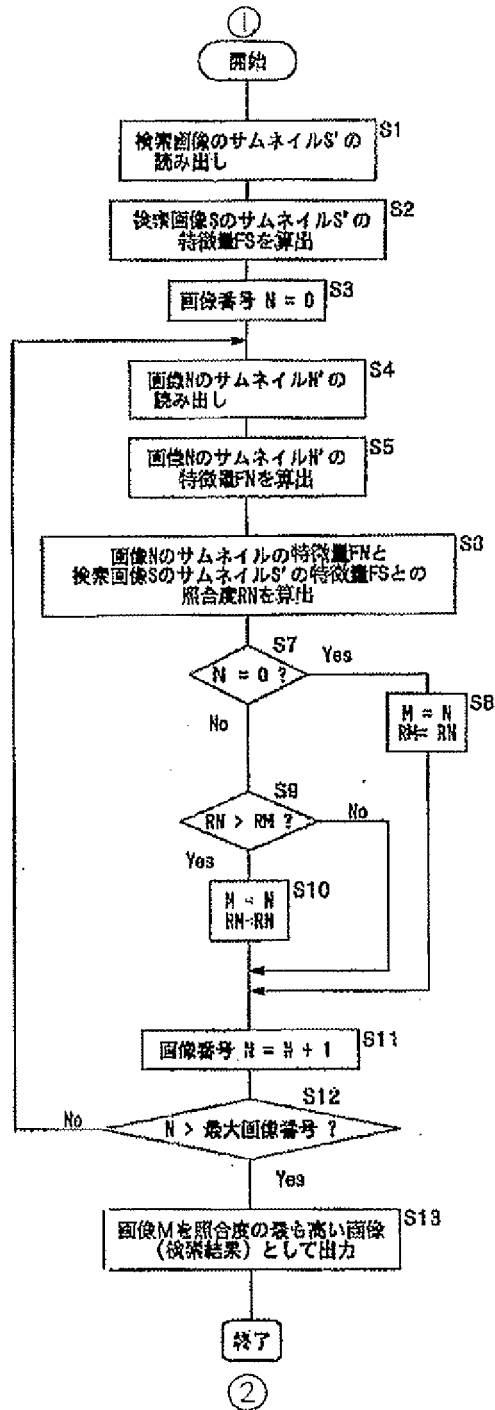 ①
開始
S1
検索画像のサムネイルS'の
読み出し
S2
検索画像SのサムネイルS'の
特徴量FSを算出
S3
画像番号 N = 0
S4
画像NのサムネイルN'の
読み出し
S5
画像NのサムネイルN'の
特徴量FNを算出
S6
画像Nのサムネイルの特徴量FNと
検索画像SのサムネイルS'の特徴量FSとの
照合度RNを算出
S7
N = 0 ?
Yes
No
S8
M = N
RM= RN
S9
RN > RM ?
No
Yes
S10
M = N
RM=RN
S11
画像番号 N = N + 1
S12
N > 最大画像番号 ?
No
Yes
S13
画像Mを照合度の最も高い画像
(検索結果)として出力
終了
②